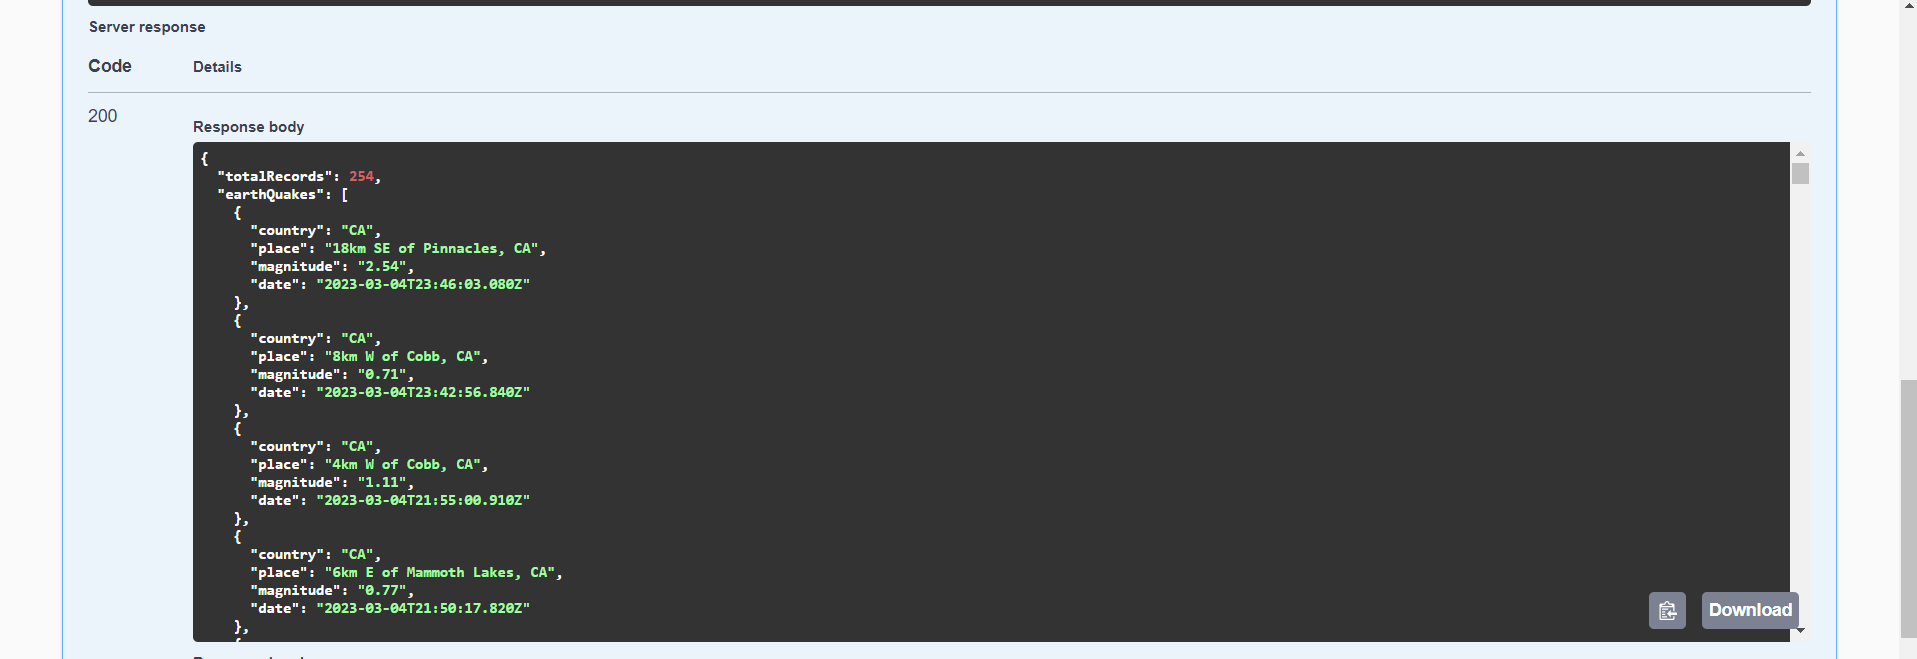 Server response
Code Details
200
Response body
{
"totalRecords": 254,
"earthQuakes": [
{
"country": "CA",
"place": "18km SE of Pinnacles, CA",
"magnitude": "2.54",
"date": "2023-03-04T23:46:03.080Z"
},
{
"country": "CA",
"place": "8km W of Cobb, CA",
"magnitude": "0.71",
"date": "2023-03-04T23:42:56.840Z"
},
{
"country": "CA",
"place": "4km W of Cobb, CA",
"magnitude": "1.11",
"date": "2023-03-04T21:55:00.910Z"
},
{
"country": "CA",
"place": "6km E of Mammoth Lakes, CA",
"magnitude": "0.77",
"date": "2023-03-04T21:50:17.820Z"
},
Download